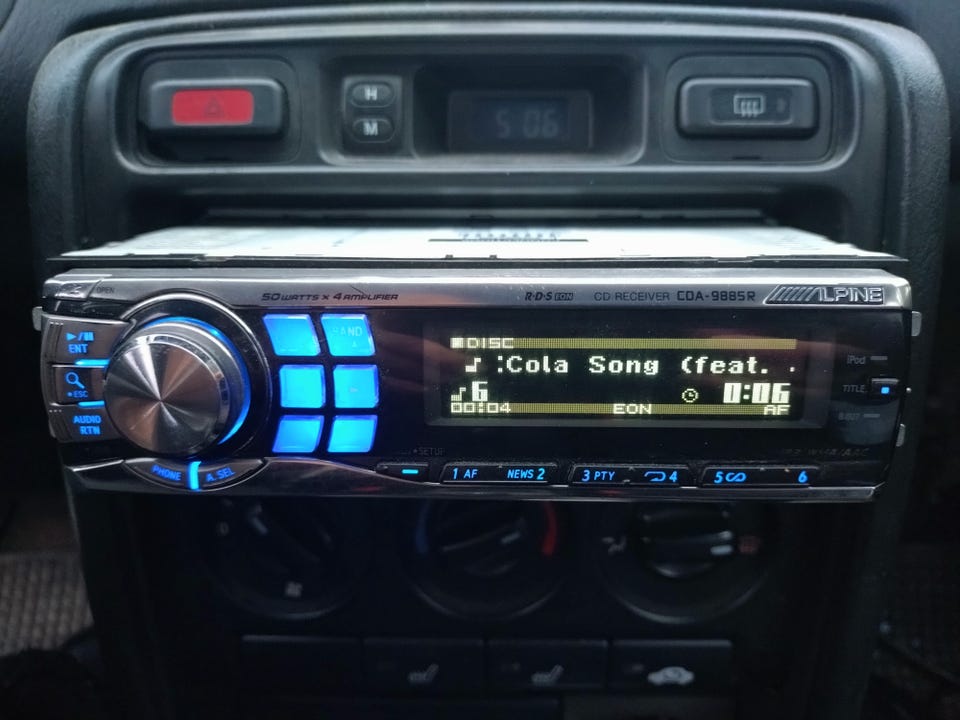 H
M
5 06
OPEN
50 WATTS × 4 AMPLIFIER
R·D·S EON
CD RECEIVER CDA-9885R
ALPINE
ENT
BAND
ESC
AUDIO
RTN
PHONE
A.SEL
SETUP
DISC
:Cola Song (feat.
6
0:06
00:04
EON
AF
iPod
TITLE
1 AF
NEWS 2
3 PTY
4
5
6